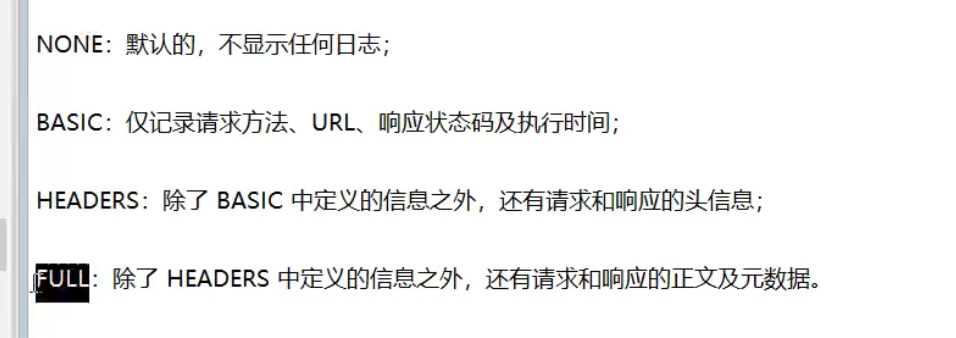 NONE：默认的，不显示任何日志；
BASIC：仅记录请求方法、URL、响应状态码及执行时间；
HEADERS：除了 BASIC 中定义的信息之外，还有请求和响应的头信息；
FULL：除了 HEADERS 中定义的信息之外，还有请求和响应的正文及元数据。